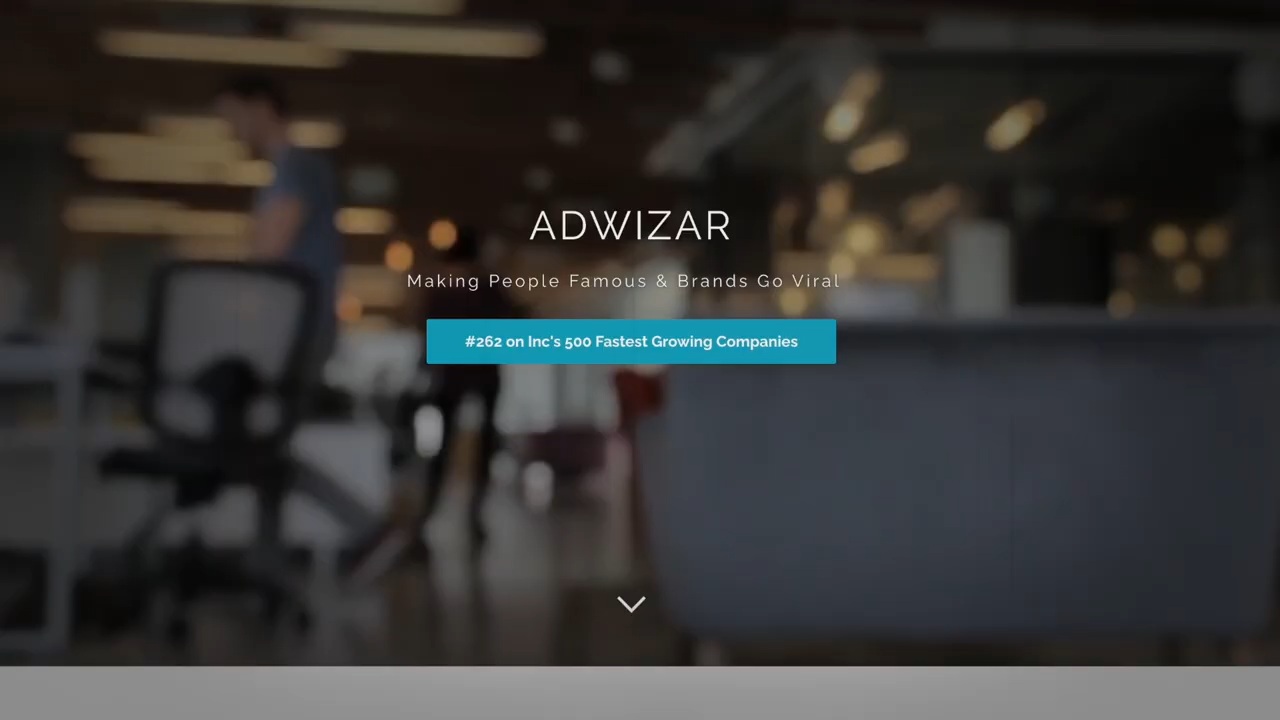 ADWIZAR
Making People Famous & Brands Go Viral
#262 on Inc's 500 Fastest Growing Companies